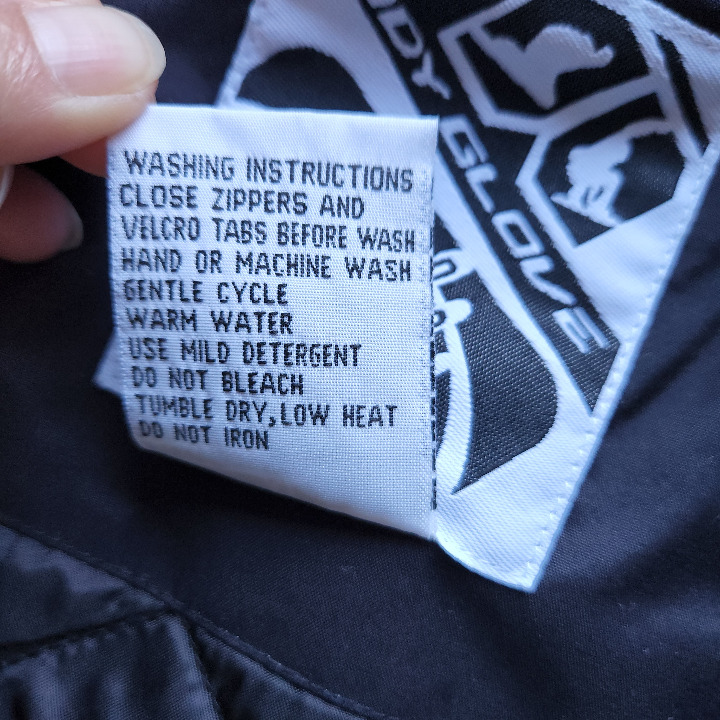 WASHING INSTRUCTIONS
CLOSE ZIPPERS AND
VELCRO TABS BEFORE WASH
HAND OR MACHINE WASH
GENTLE CYCLE
WARM WATER
USE MILD DETERGENT
DO NOT BLEACH
TUMBLE DRY, LOW HEAT
DO NOT IRON
ODY GLOVE